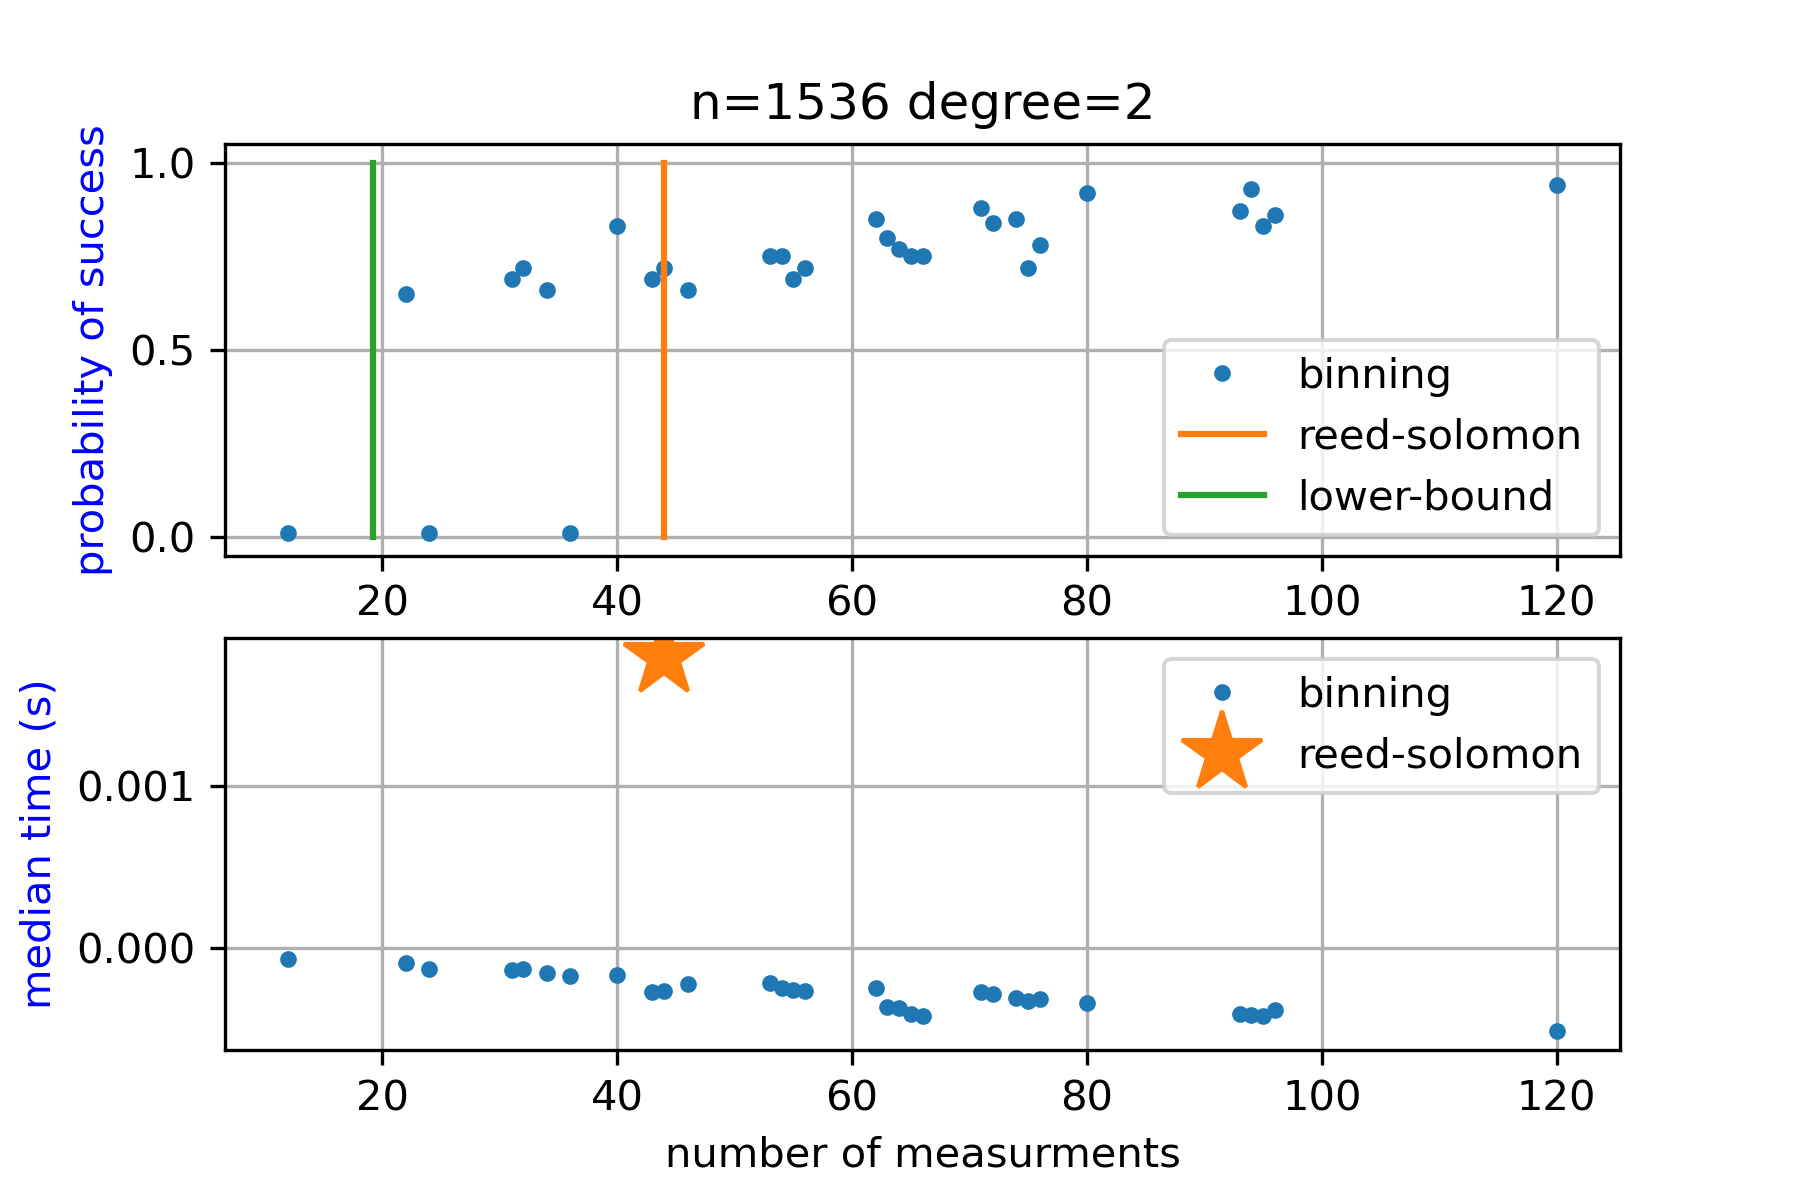 n=1536 degree=2
probability of success
1.0
0.5
0.0
binning
reed-solomon
lower-bound
20 40 60 80 100 120
median time (s)
0.001
0.000
binning
reed-solomon
20 40 60 80 100 120
number of measurments